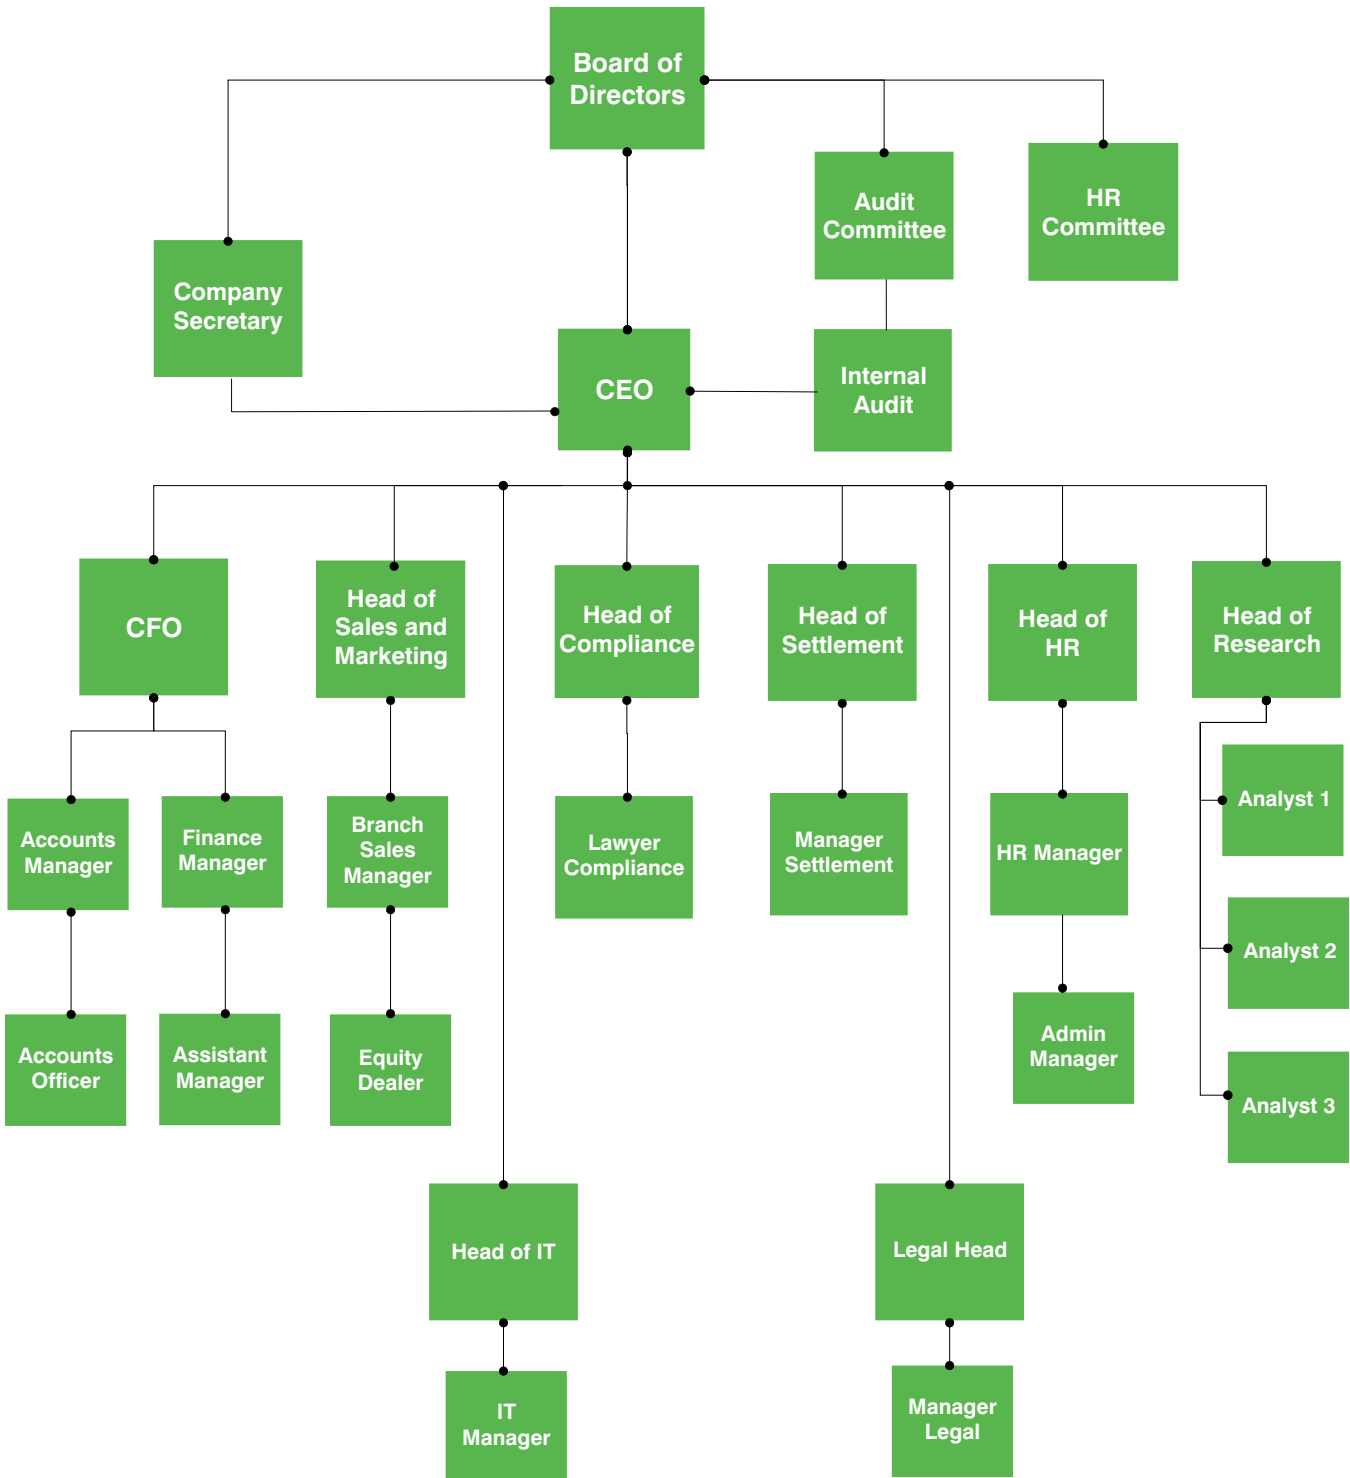 Board of
Directors
Audit
Committee
HR
Committee
Company
Secretary
CEO
Internal
Audit
CFO
Head of
Sales and
Marketing
Head of
Compliance
Head of
Settlement
Head of
HR
Head of
Research
Accounts
Manager
Finance
Manager
Branch
Sales
Manager
Lawyer
Compliance
Manager
Settlement
HR Manager
Analyst 1
Analyst 2
Accounts
Officer
Assistant
Manager
Equity
Dealer
Admin
Manager
Analyst 3
Head of IT
Legal Head
IT
Manager
Manager
Legal